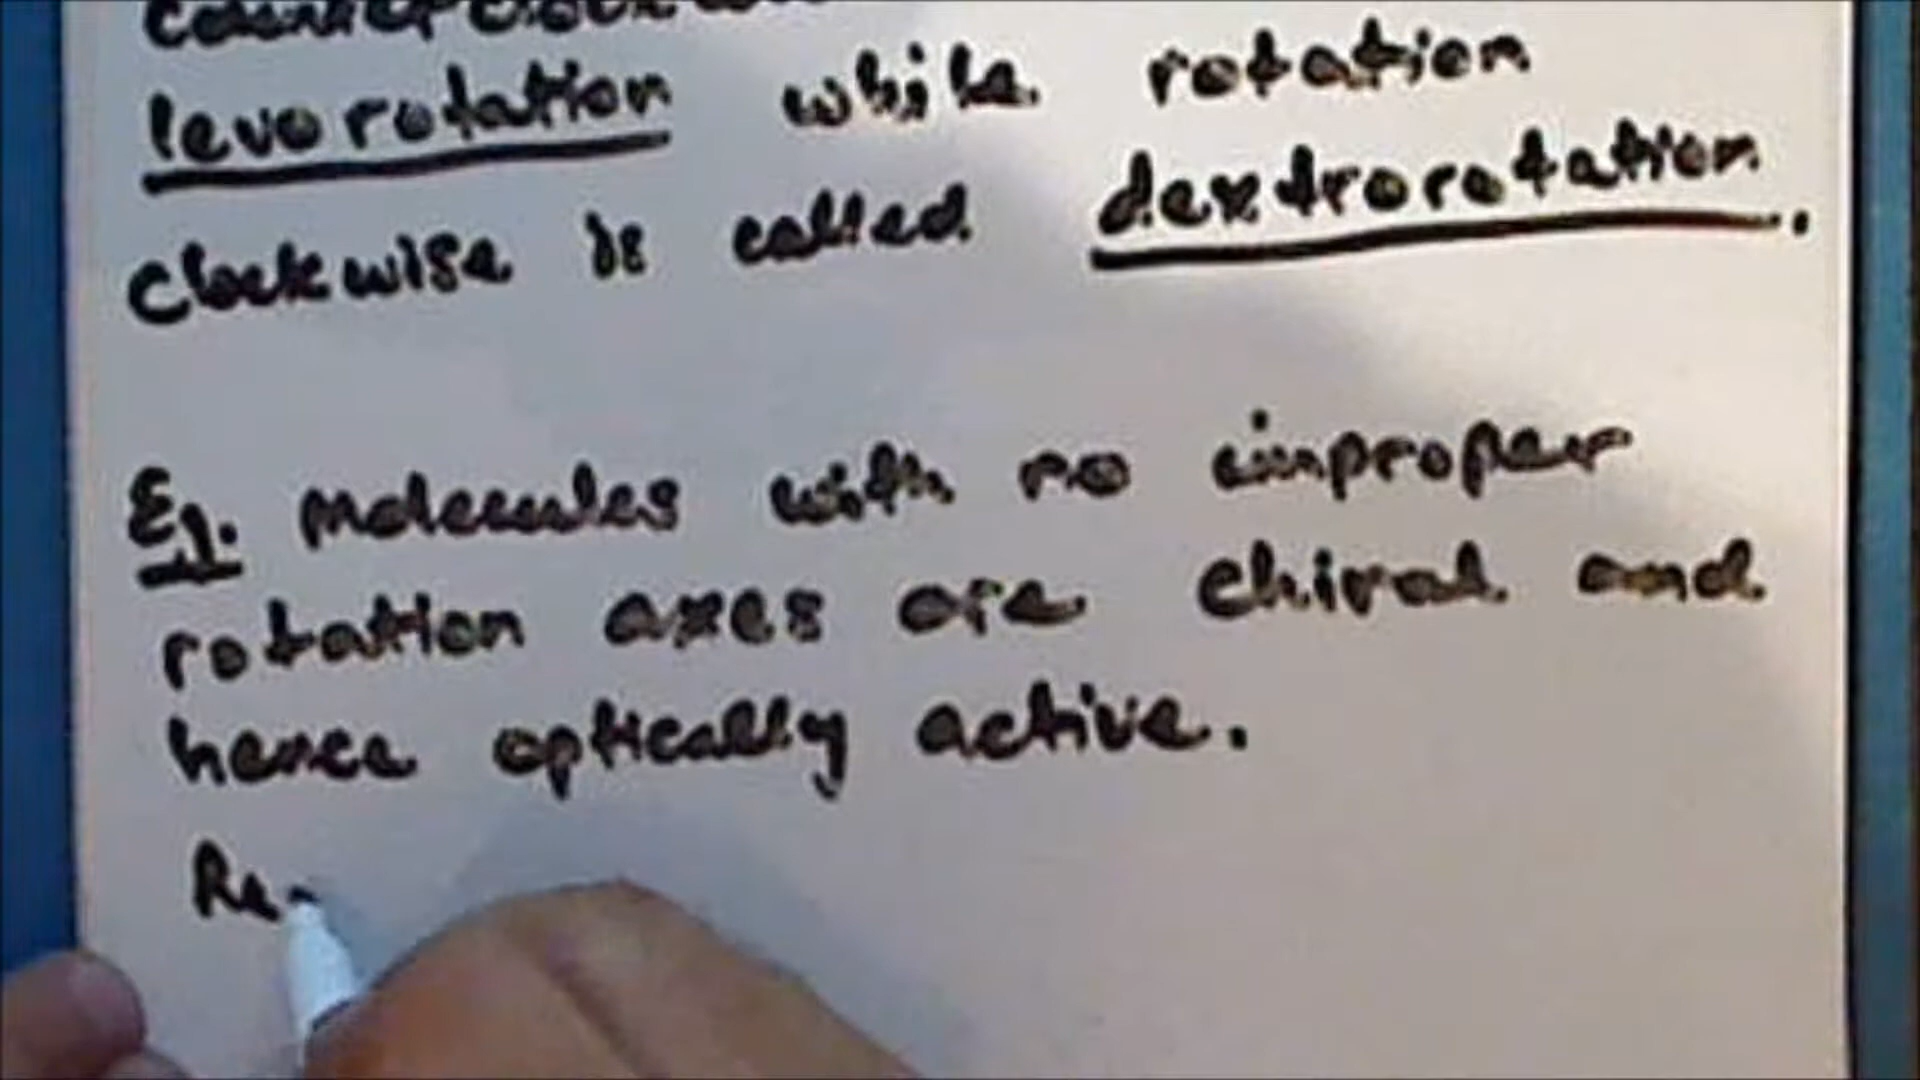 levorotation while rotation
clockwise is called dextrorotation.
Eg. molecules with no improper
rotation axes are chiral and
hence optically active.
Re